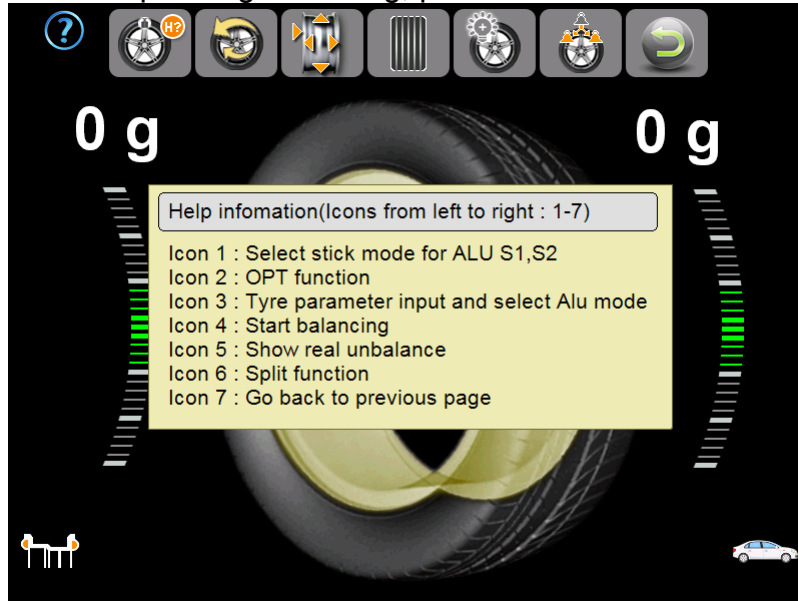 ?
H?
0 g
0 g
Help infomation(Icons from left to right : 1-7)
Icon 1 : Select stick mode for ALU S1,S2
Icon 2 : OPT function
Icon 3 : Tyre parameter input and select Alu mode
Icon 4 : Start balancing
Icon 5 : Show real unbalance
Icon 6 : Split function
Icon 7 : Go back to previous page